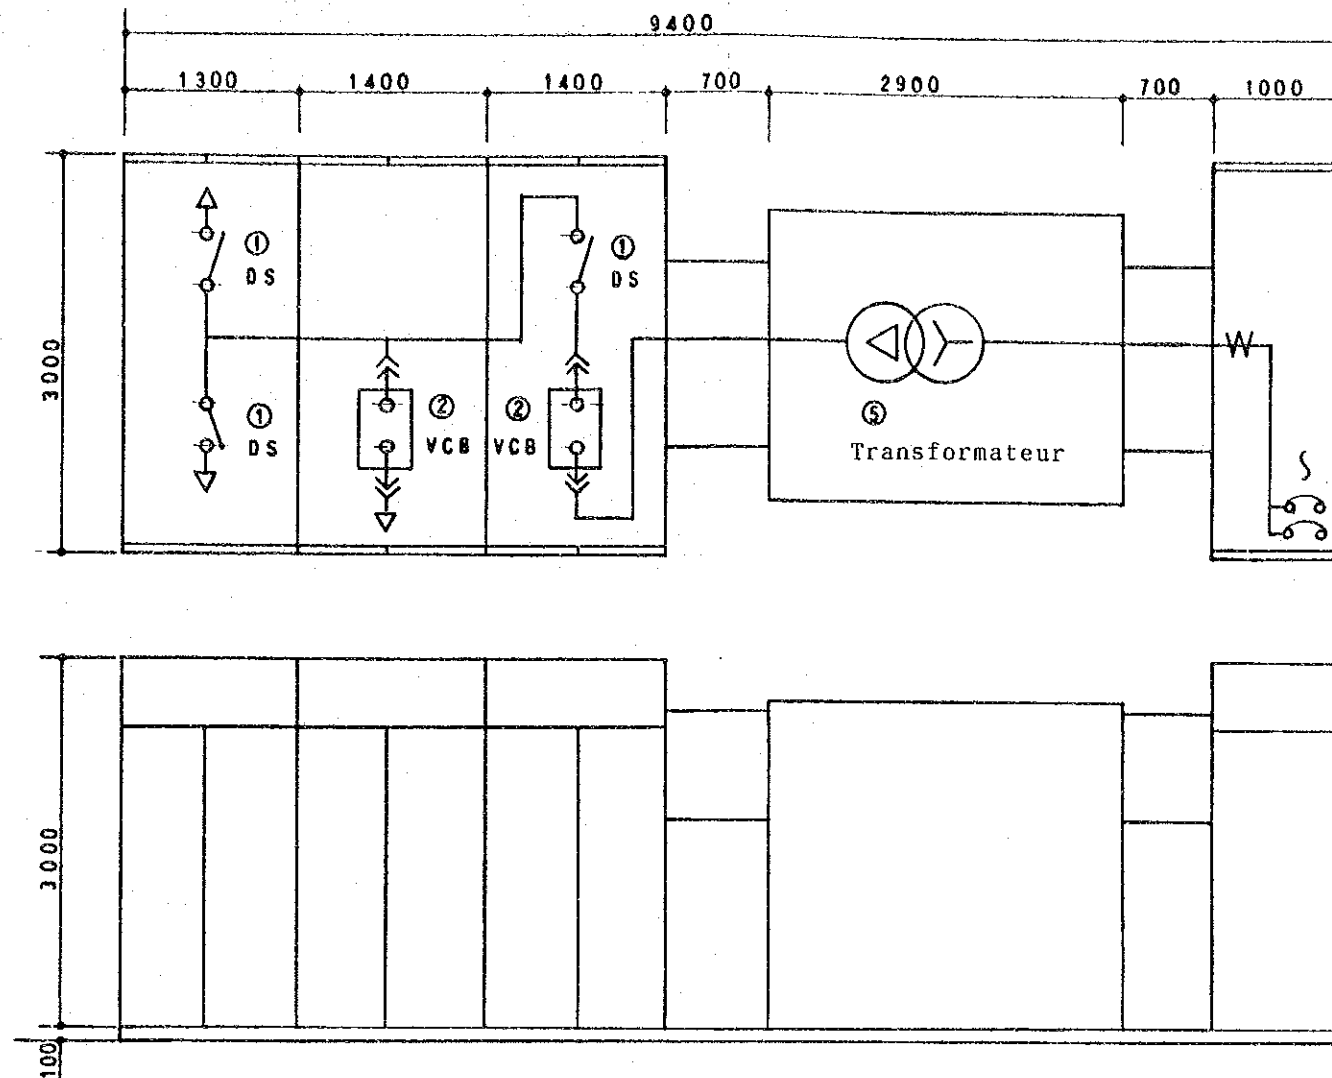 9400
1300 1400 1400 700 2900 700 1000
3000
① DS
① DS
① DS
② VCB
② VCB
⑤
Transformateur
3000
100